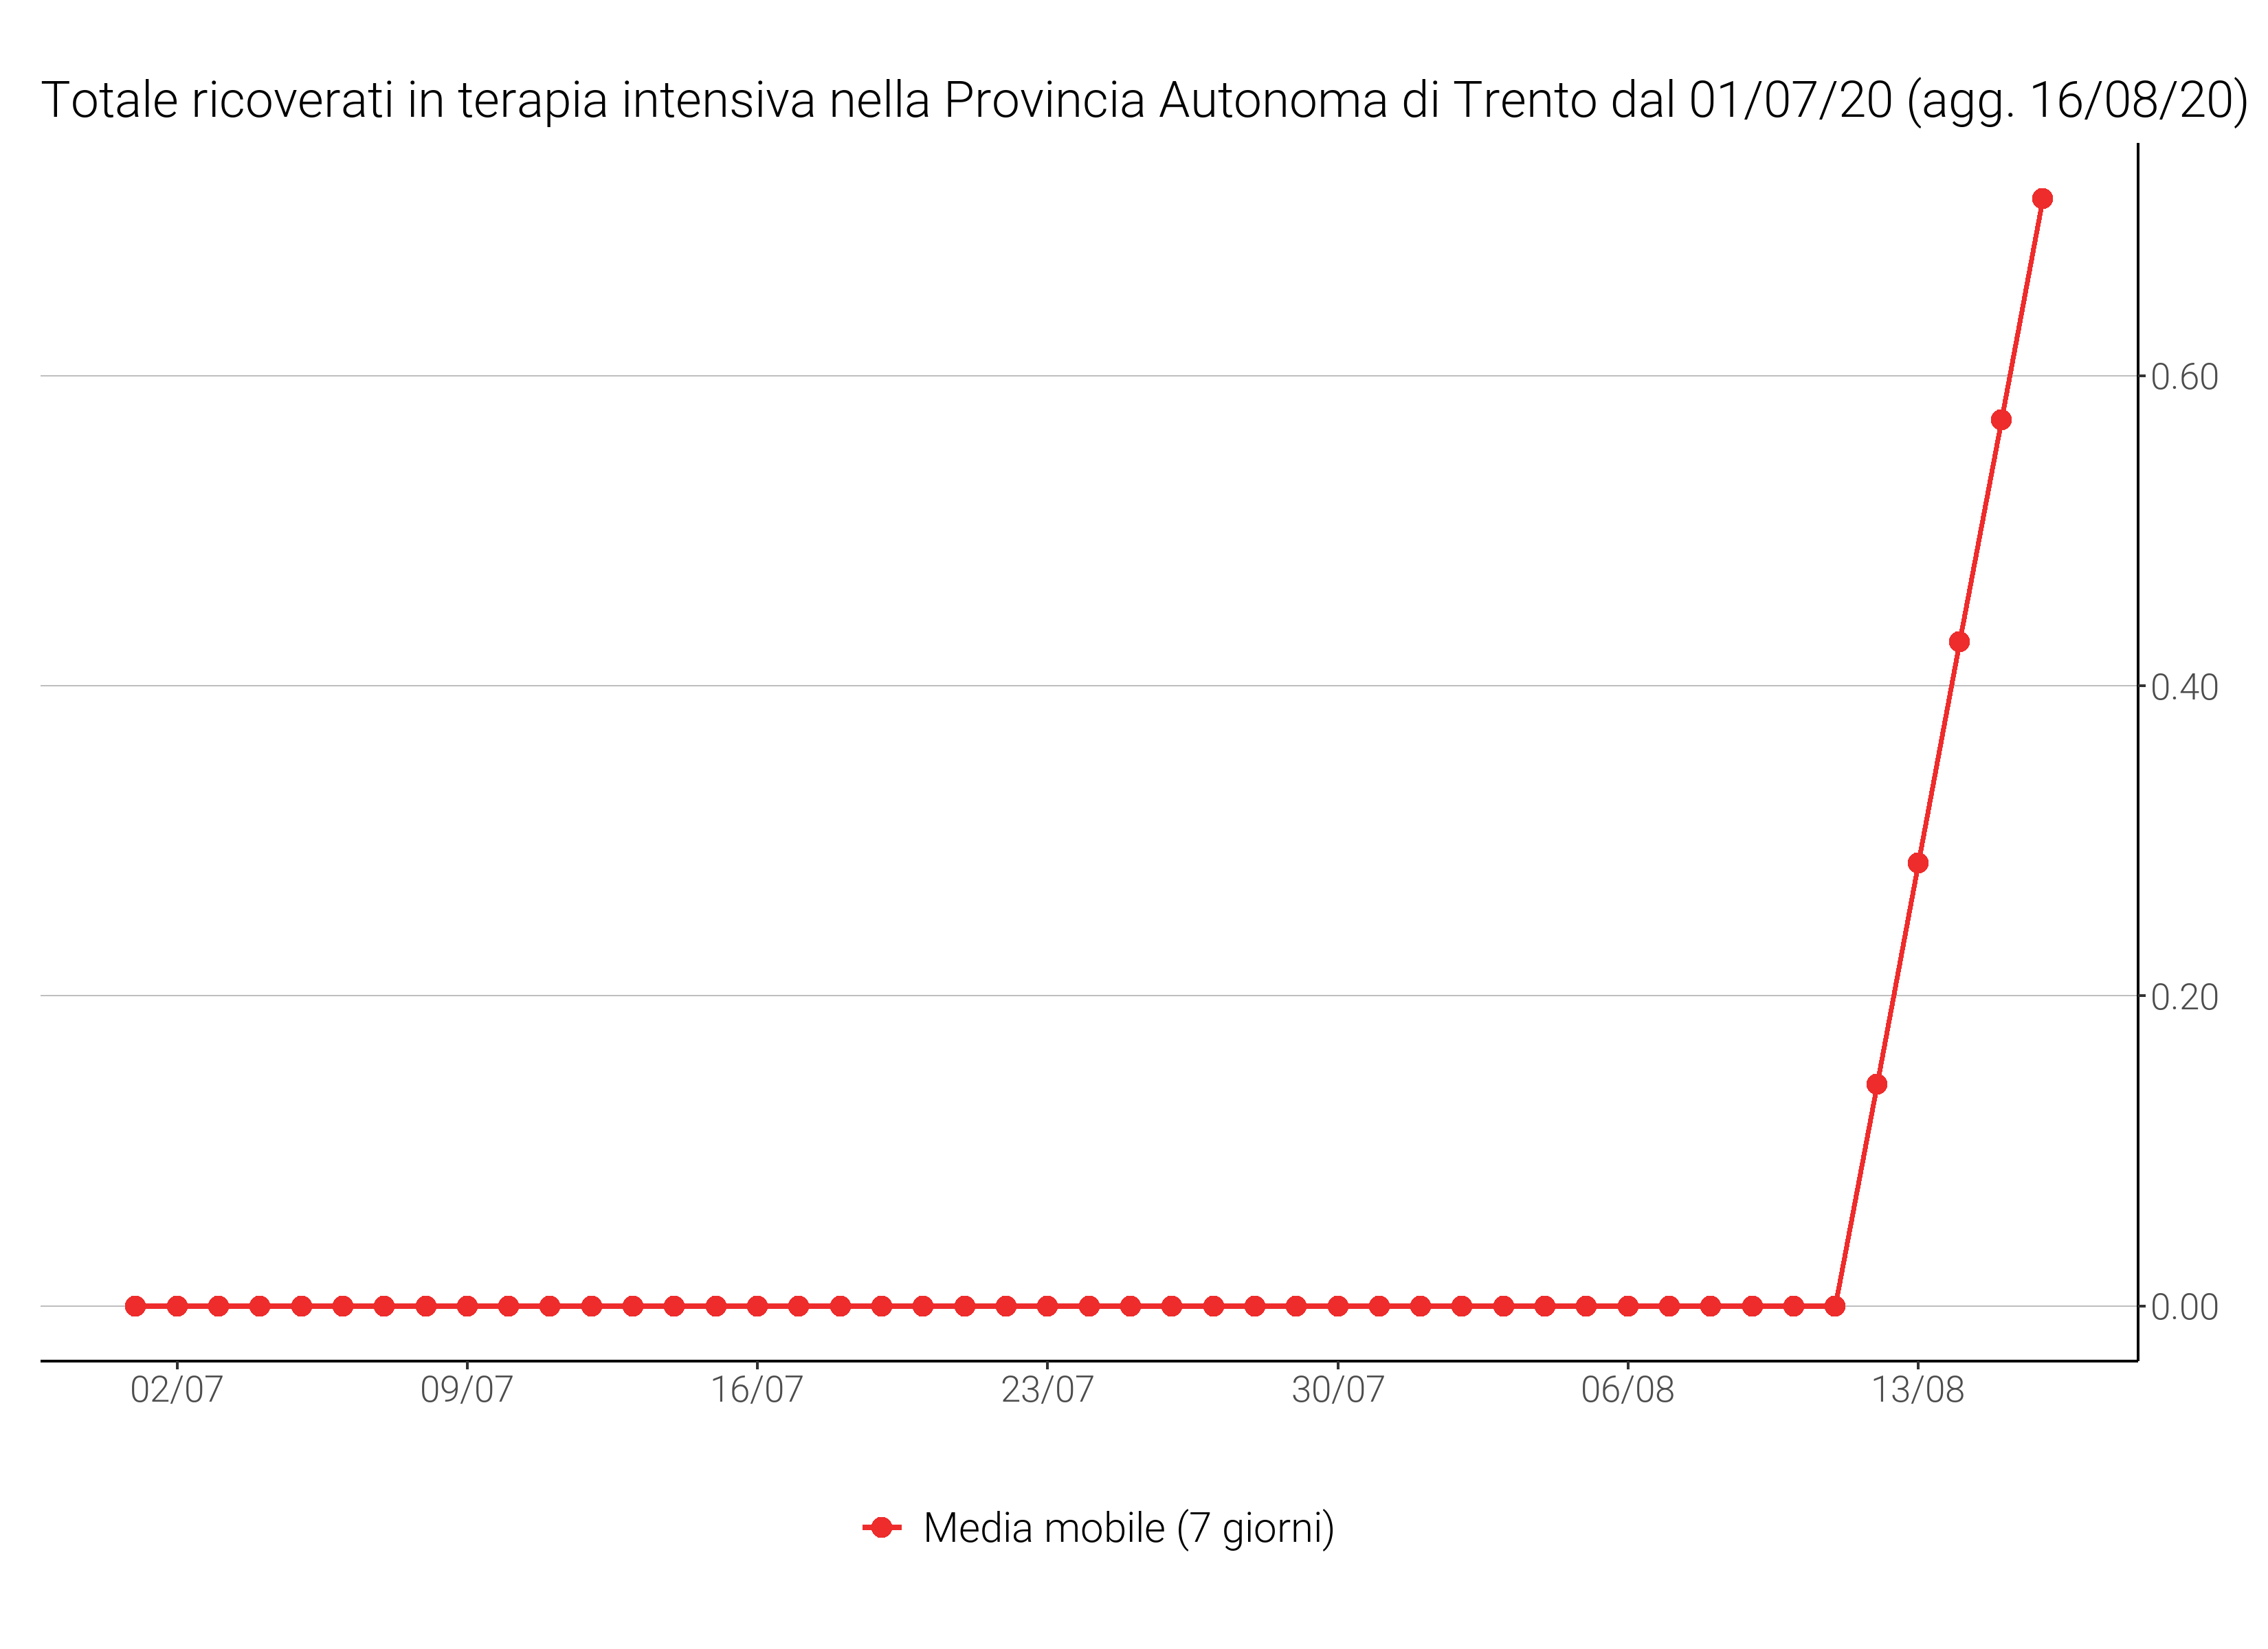 Totale ricoverati in terapia intensiva nella Provincia Autonoma di Trento dal 01/07/20 (agg. 16/08/20)
0.60
0.40
0.20
0.00
02/07 09/07 16/07 23/07 30/07 06/08 13/08
Media mobile (7 giorni)